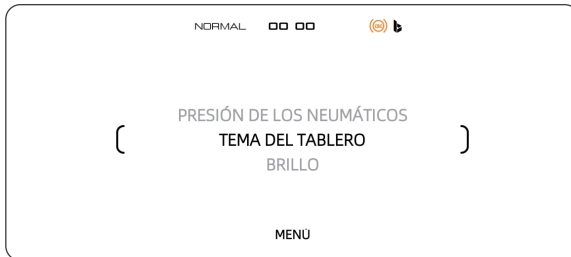 NORMAL 00 00
PRESIÓN DE LOS NEUMÁTICOS
TEMA DEL TABLERO
BRILLO
MENÚ